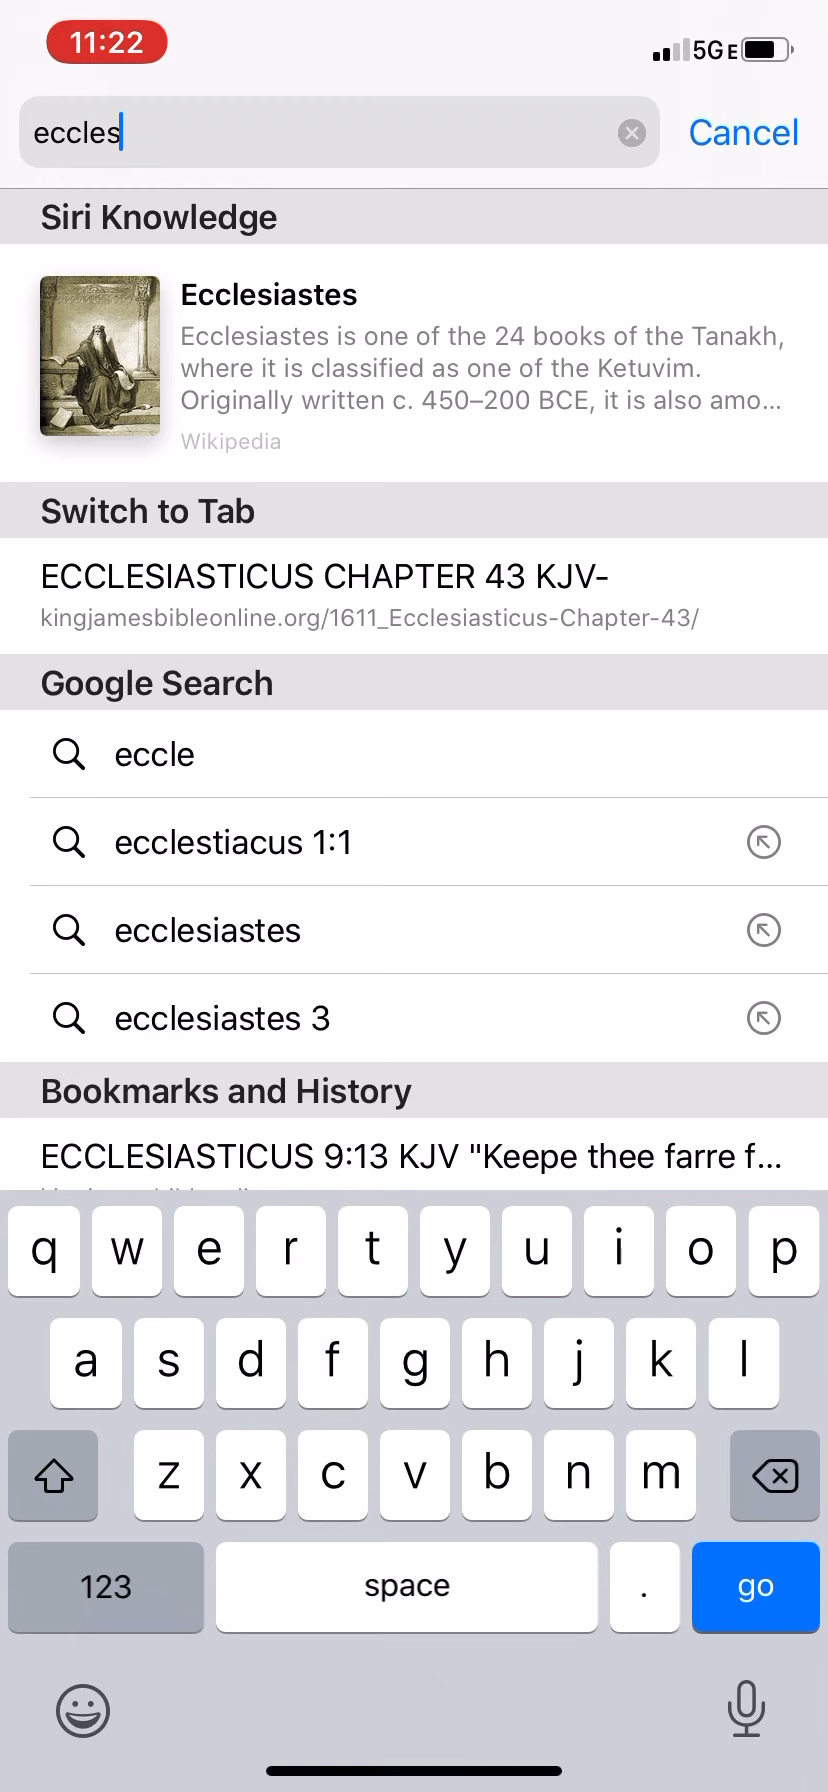 11:22
5G E
eccles
Cancel
Siri Knowledge
Ecclesiastes
Ecclesiastes is one of the 24 books of the Tanakh,
where it is classified as one of the Ketuvim.
Originally written c. 450–200 BCE, it is also amo...
Wikipedia
Switch to Tab
ECCLESIASTICUS CHAPTER 43 KJV-
kingjamesbibleonline.org/1611_Ecclesiasticus-Chapter-43/
Google Search
eccle
ecclestiacus 1:1
ecclesiastes
ecclesiastes 3
Bookmarks and History
ECCLESIASTICUS 9:13 KJV "Keepe thee farre f...
q w e r t y u i o p
a s d f g h j k l
z x c v b n m
123 space . go